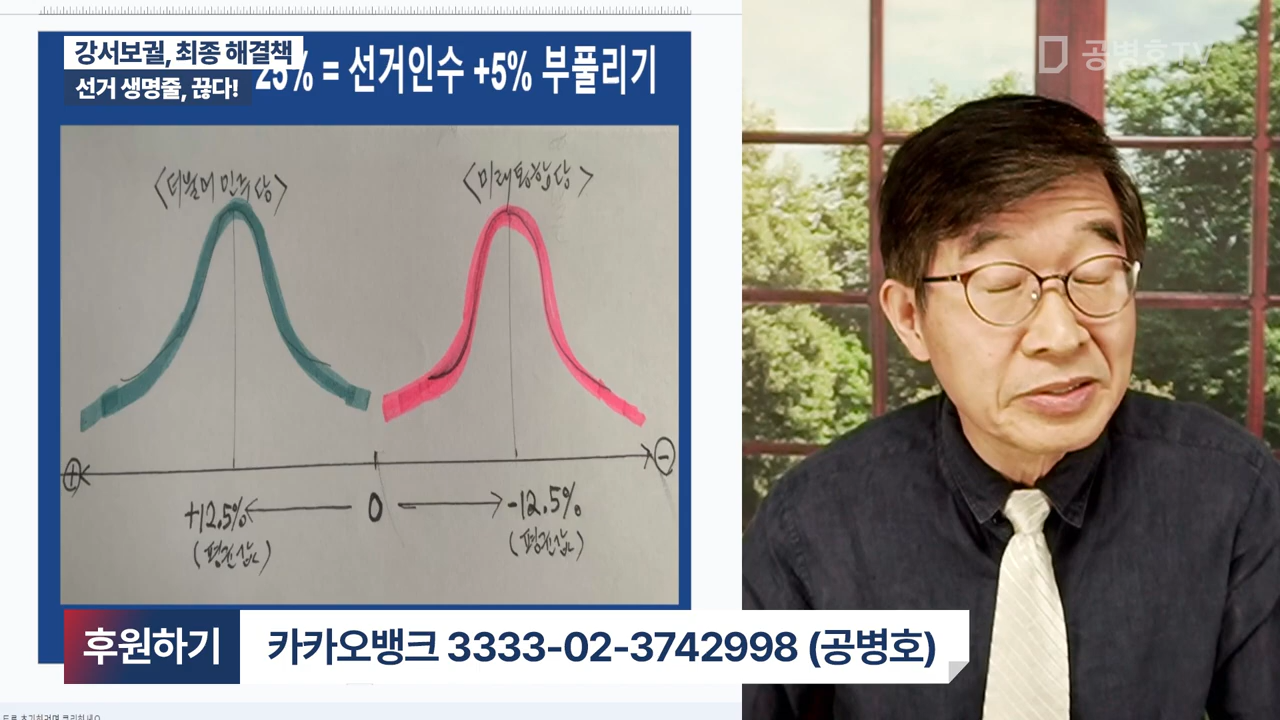 강서보궐, 최종 해결책
선거 생명줄, 끊다!
25% = 선거인수 +5% 부풀리기
공병호TV
<더불어민주당>
<미래통합당>
+
-
+12.5%
0
-12.5%
(평균값)
(평균값)
후원하기
카카오뱅크 3333-02-3742998 (공병호)